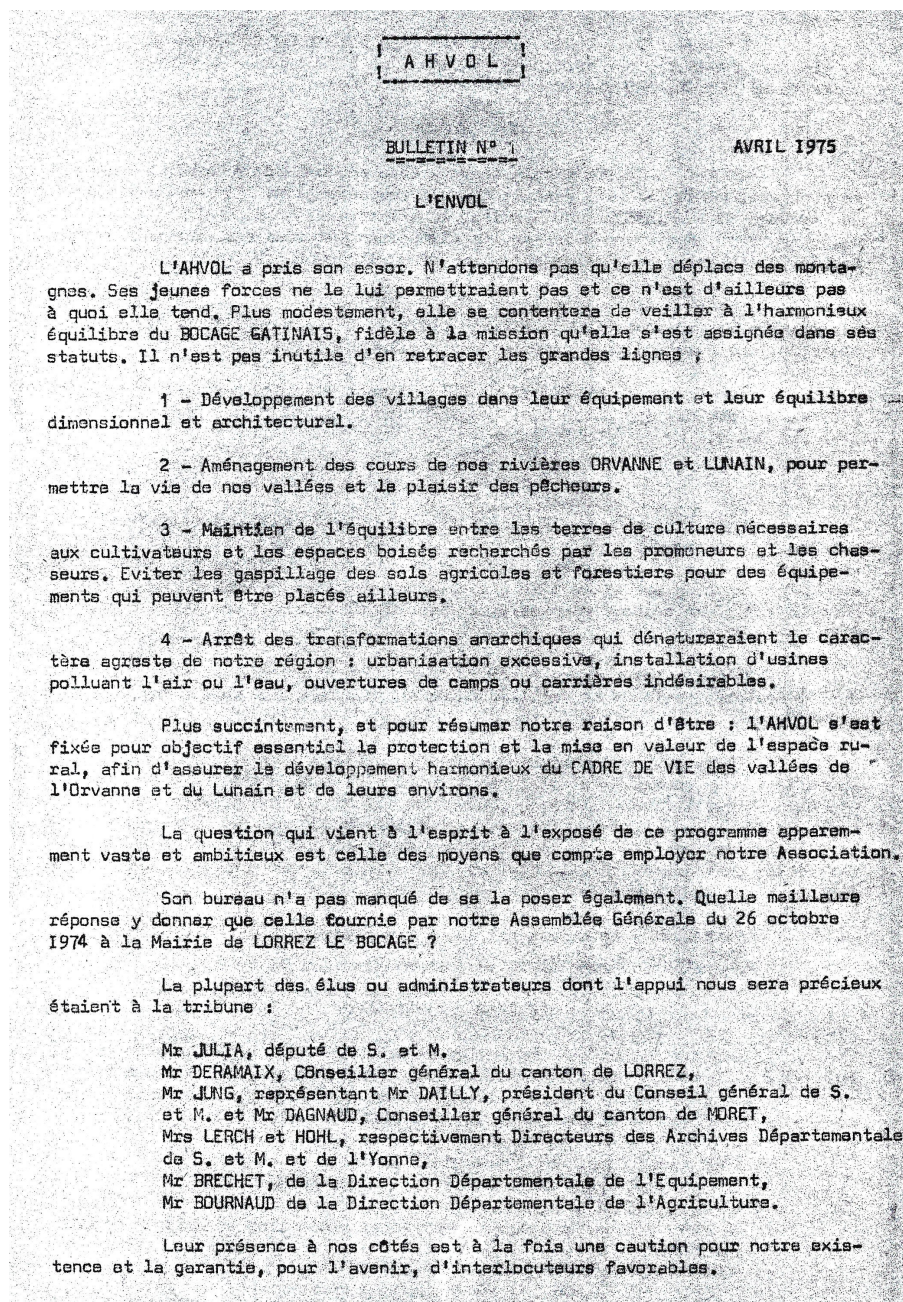 AHVOL
BULLETIN N° 1
AVRIL 1975
L'ENVOL
L'AHVOL a pris son essor. N'attendons pas qu'elle déplace des monta-
gnes. Ses jeunes forces ne le lui permettraient pas et ce n'est d'ailleurs pas
à quoi elle tend. Plus modestement, elle se contentera de veiller à l'harmonieux
équilibre du BOCAGE GATINAIS, fidèle à la mission qu'elle s'est assignée dans ses
statuts. Il n'est pas inutile d'en retracer les grandes lignes ;
1 - Développement des villages dans leur équipement et leur équilibre
dimensionnel et architectural.
2 - Aménagement des cours de nos rivières ORVANNE et LUNAIN, pour per-
mettre la vie de nos vallées et le plaisir des pêcheurs.
3 - Maintien de l'équilibre entre les terres de culture nécessaires
aux cultivateurs et les espaces boisés recherchés par les promeneurs et les chas-
seurs. Eviter les gaspillage des sols agricoles et forestiers pour des équipe-
ments qui peuvent être placés ailleurs.
4 - Arrêt des transformations anarchiques qui dénatureraient le carac-
tère agreste de notre région : urbanisation excessive, installation d'usines
polluant l'air ou l'eau, ouvertures de camps ou carrières indésirables.
Plus succintement, et pour résumer notre raison d'être : l'AHVOL s'est
fixée pour objectif essentiel la protection et la mise en valeur de l'espace ru-
ral, afin d'assurer le développement harmonieux du CADRE DE VIE des vallées de
l'Orvanne et du Lunain et de leurs environs.
La question qui vient à l'esprit à l'exposé de ce programme apparem-
ment vaste et ambitieux est celle des moyens que compte employer notre Association.
Son bureau n'a pas manqué de se la poser également. Quelle meilleure
réponse y donner que celle fournie par notre Assemblée Générale du 26 octobre
1974 à la Mairie de LORREZ LE BOCAGE ?
La plupart des élus ou administrateurs dont l'appui nous sera précieux
étaient à la tribune :
Mr JULIA, député de S. et M.
Mr DERAMAIX, Cônseiller général du canton de LORREZ,
Mr JUNG, représentant Mr DAILLY, président du Conseil général de S.
et M. et Mr DAGNAUD, Conseiller général du canton de MORET,
Mrs LERCH et HOHL, respectivement Directeurs des Archives Départementale
de S. et M. et de l'Yonne,
Mr BRECHET, de la Direction Départementale de l'Equipement,
Mr BOURNAUD de la Direction Départementale de l'Agriculture.
Leur présence à nos côtés est à la fois une caution pour notre exis-
tence et la garantie, pour l'avenir, d'interlocuteurs favorables.